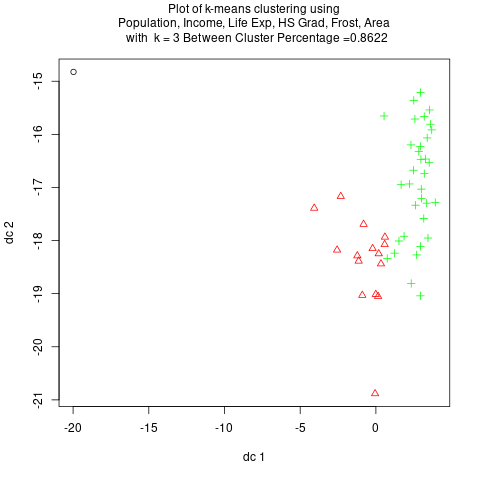 Plot of k-means clustering using
Population, Income, Life Exp, HS Grad, Frost, Area
with k = 3 Between Cluster Percentage =0.8622
-15
-16
-17
-18
-19
-20
-21
dc 2
-20
-15
-10
-5
0
dc 1